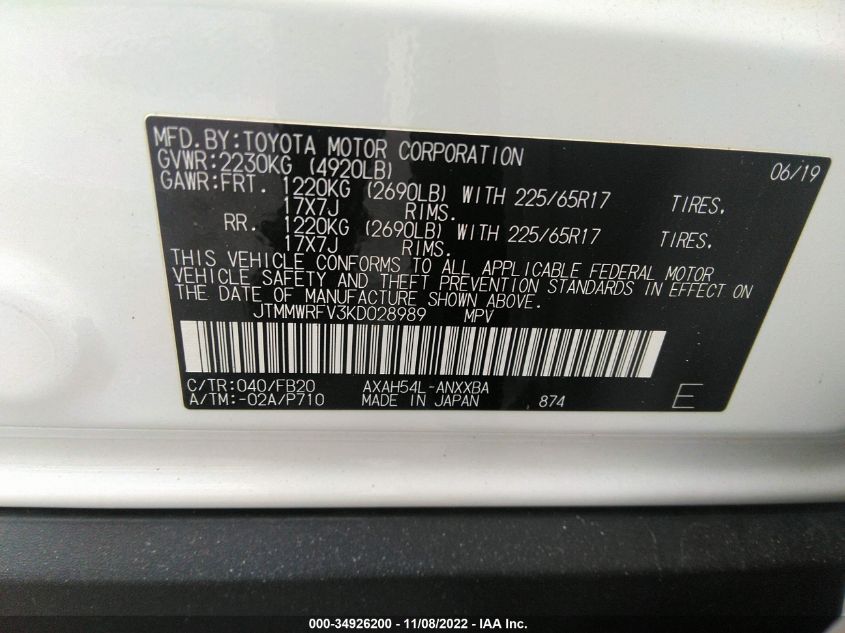 MFD.BY:TOYOTA MOTOR CORPORATION 06/19
GVWR:2230KG (4920LB)
GAWR:FRT. 1220KG (2690LB) WITH 225/65R17 TIRES.
17X7J RIMS.
RR. 1220KG (2690LB) WITH 225/65R17 TIRES.
17X7J RIMS.
THIS VEHICLE CONFORMS TO ALL APPLICABLE FEDERAL MOTOR
VEHICLE SAFETY AND THEFT PREVENTION STANDARDS IN EFFECT ON
THE DATE OF MANUFACTURE SHOWN ABOVE.
JTMMWRFV3KD028989 MPV
C/TR:040/FB20 AXAH54L-ANXXBA
A/TM:-02A/P710 MADE IN JAPAN 874 E
000-34926200 - 11/08/2022 - IAA Inc.